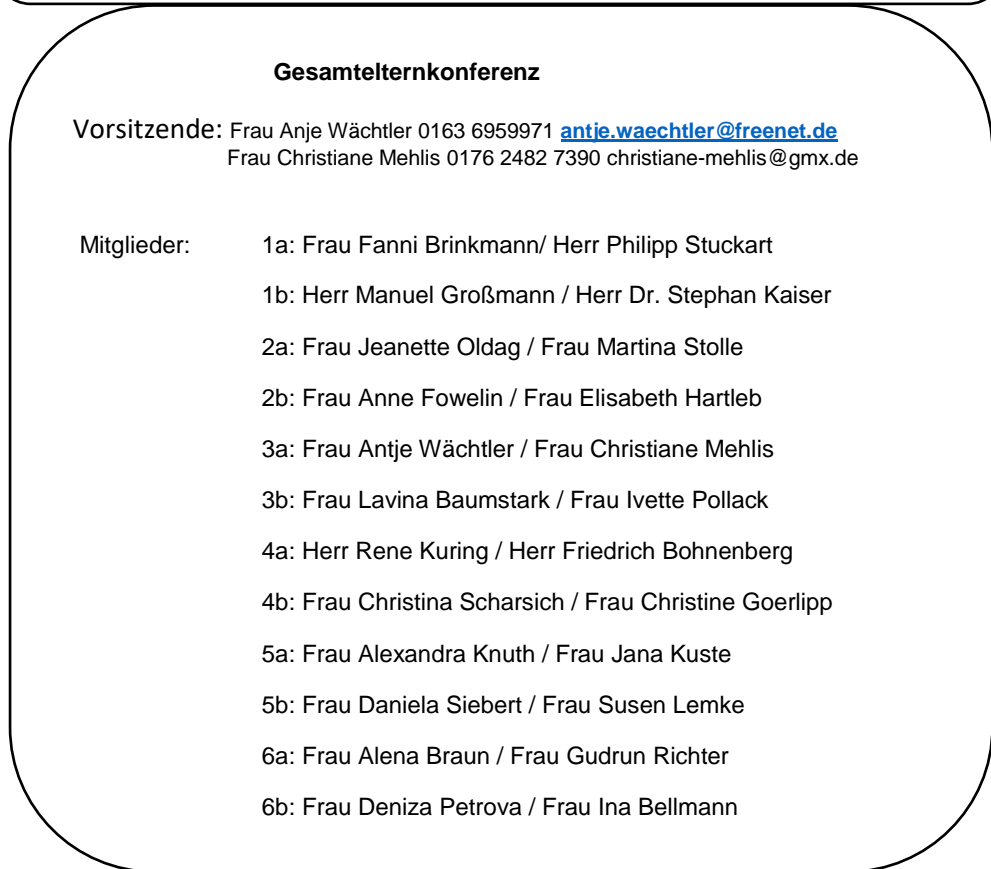 Gesamtelternkonferenz
Vorsitzende: Frau Anje Wächtler 0163 6959971 antje.waechtler@freenet.de
Frau Christiane Mehlis 0176 2482 7390 christiane-mehlis@gmx.de
Mitglieder: 1a: Frau Fanni Brinkmann/ Herr Philipp Stuckart
1b: Herr Manuel Großmann / Herr Dr. Stephan Kaiser
2a: Frau Jeanette Oldag / Frau Martina Stolle
2b: Frau Anne Fowelin / Frau Elisabeth Hartleb
3a: Frau Antje Wächtler / Frau Christiane Mehlis
3b: Frau Lavina Baumstark / Frau Ivette Pollack
4a: Herr Rene Kuring / Herr Friedrich Bohnenberg
4b: Frau Christina Scharsich / Frau Christine Goerlipp
5a: Frau Alexandra Knuth / Frau Jana Kuste
5b: Frau Daniela Siebert / Frau Susen Lemke
6a: Frau Alena Braun / Frau Gudrun Richter
6b: Frau Deniza Petrova / Frau Ina Bellmann